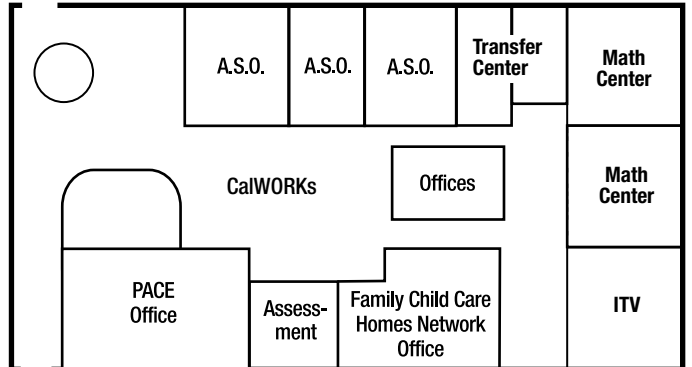 A.S.O.
A.S.O.
A.S.O.
Transfer
Center
Math
Center
CalWORKs
Offices
Math
Center
PACE
Office
Assess-
ment
Family Child Care
Homes Network
Office
ITV